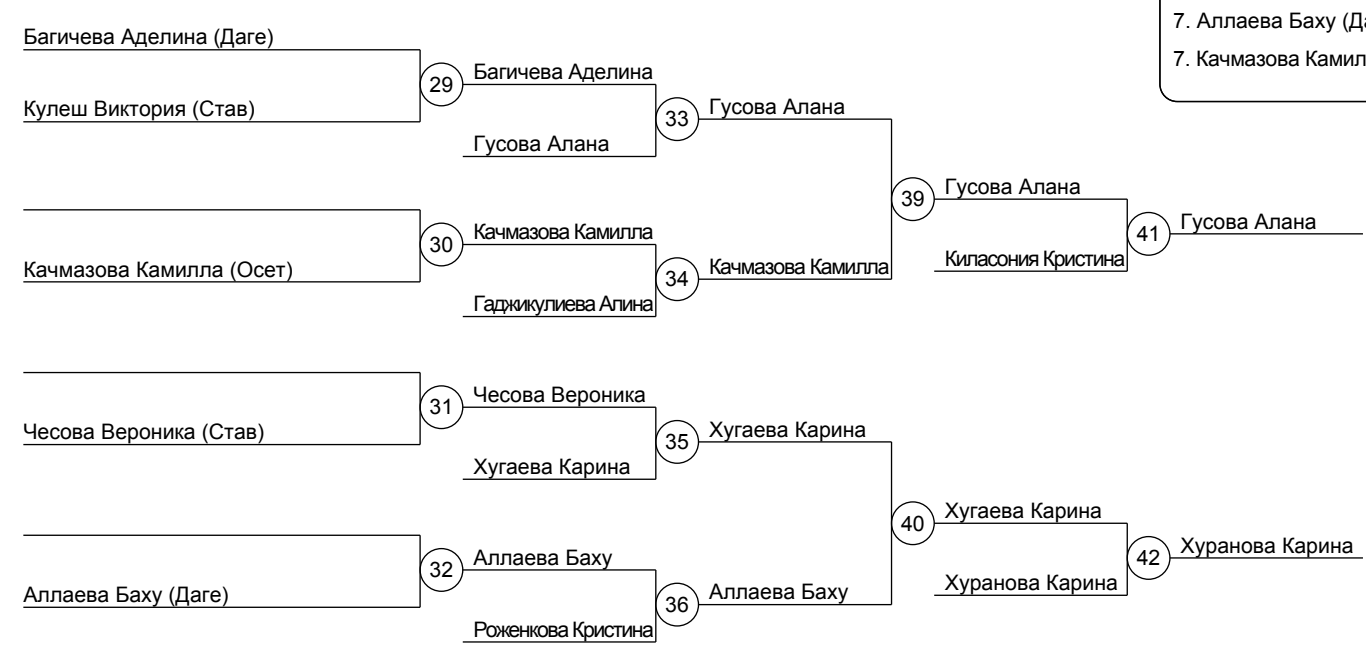 7. Аллаева Баху
7. Качмазова
Багичева Аделина (Даге)
29
Багичева Аделина
Кулеш Виктория (Став)
33
Гусова Алана
Гусова Алана
39
Гусова Алана
Качмазова Камилла
30
Качмазова Камилла (Осет)
34
Качмазова Камилла
Гаджикулиева Алина
Киласония Кристина
41
Гусова Алана
31
Чесова Вероника
Чесова Вероника (Став)
35
Хугаева Карина
Хугаева Карина
40
Хугаева Карина
32
Аллаева Баху
Аллаева Баху (Даге)
36
Аллаева Баху
Роженкова Кристина
Хуранова Карина
42
Хуранова Карина